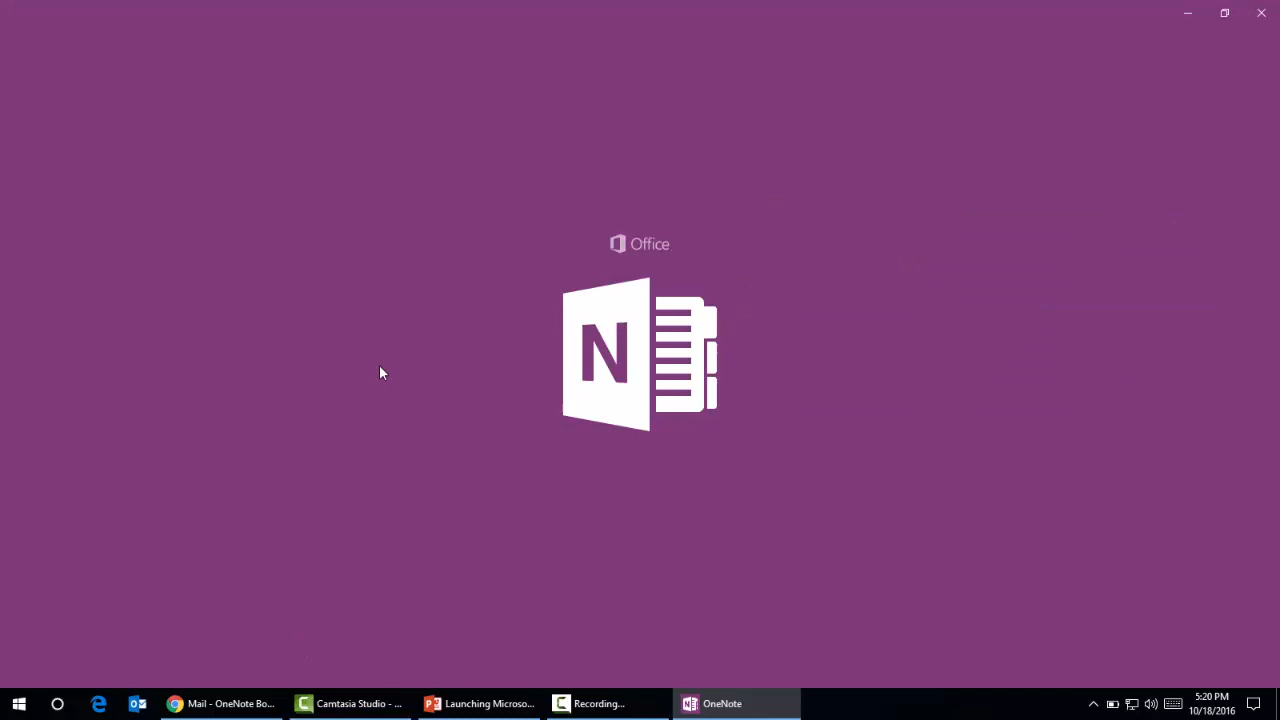 Office
N
Mail - OneNote Bo...
Camtasia Studio - ...
Launching Microso...
Recording...
OneNote
5:20 PM
10/18/2016